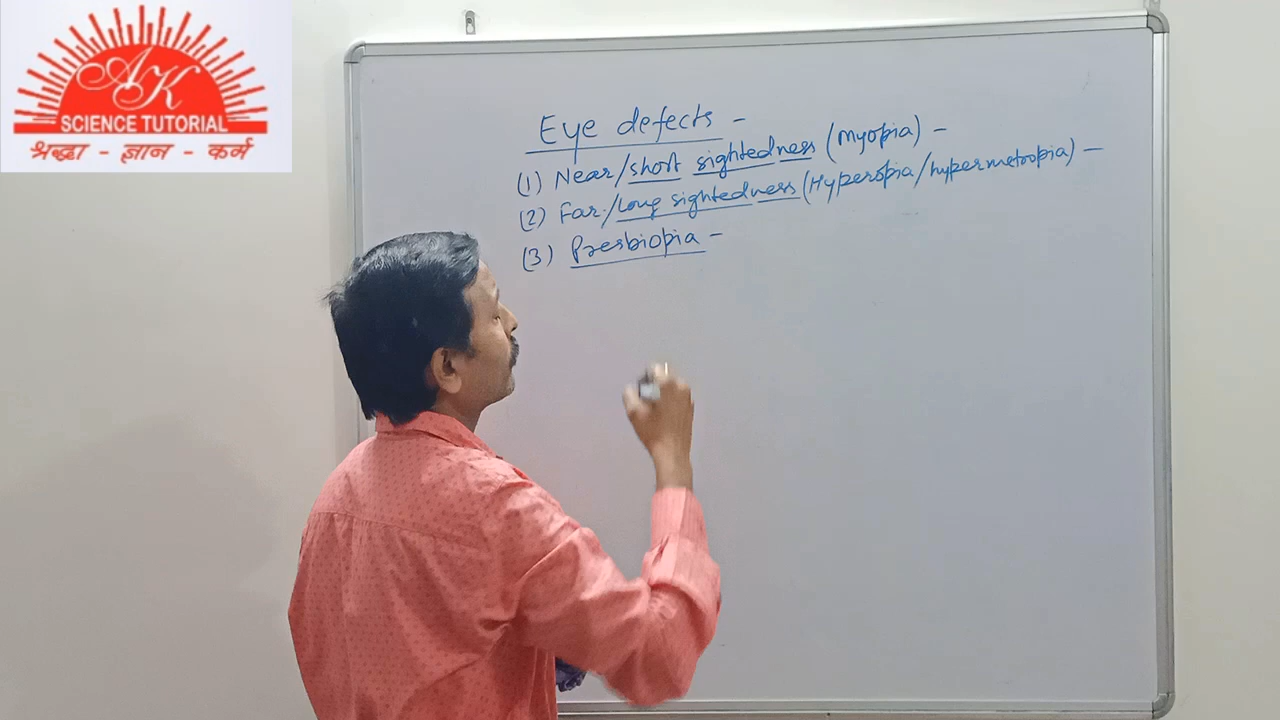 AK
SCIENCE TUTORIAL
श्रद्धा - ज्ञान - कर्म
Eye defects -
(1) Near/short sightedness (Myopia) -
(2) Far/Long sightedness (Hyperopia/hypermetropia) -
(3) Presbiopia -